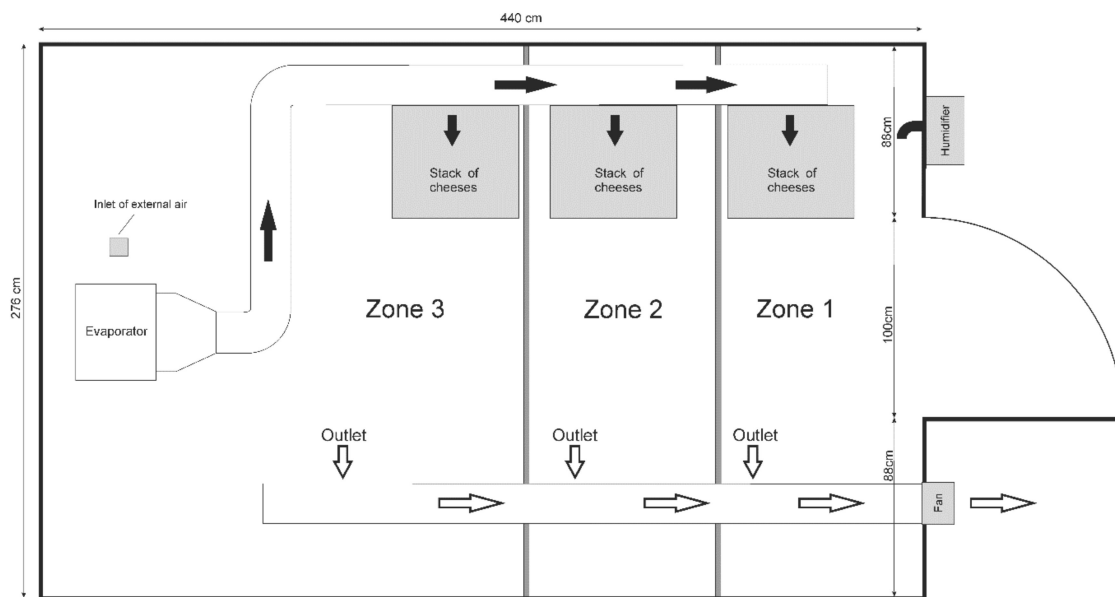 440 cm
86cm
Humidifier
Stack of
cheeses
Stack of
cheeses
Stack of
cheeses
Inlet of external air
276 cm
Evaporator
Zone 3
Zone 2
Zone 1
100cm
Outlet
Outlet
Outlet
88cm
Fan